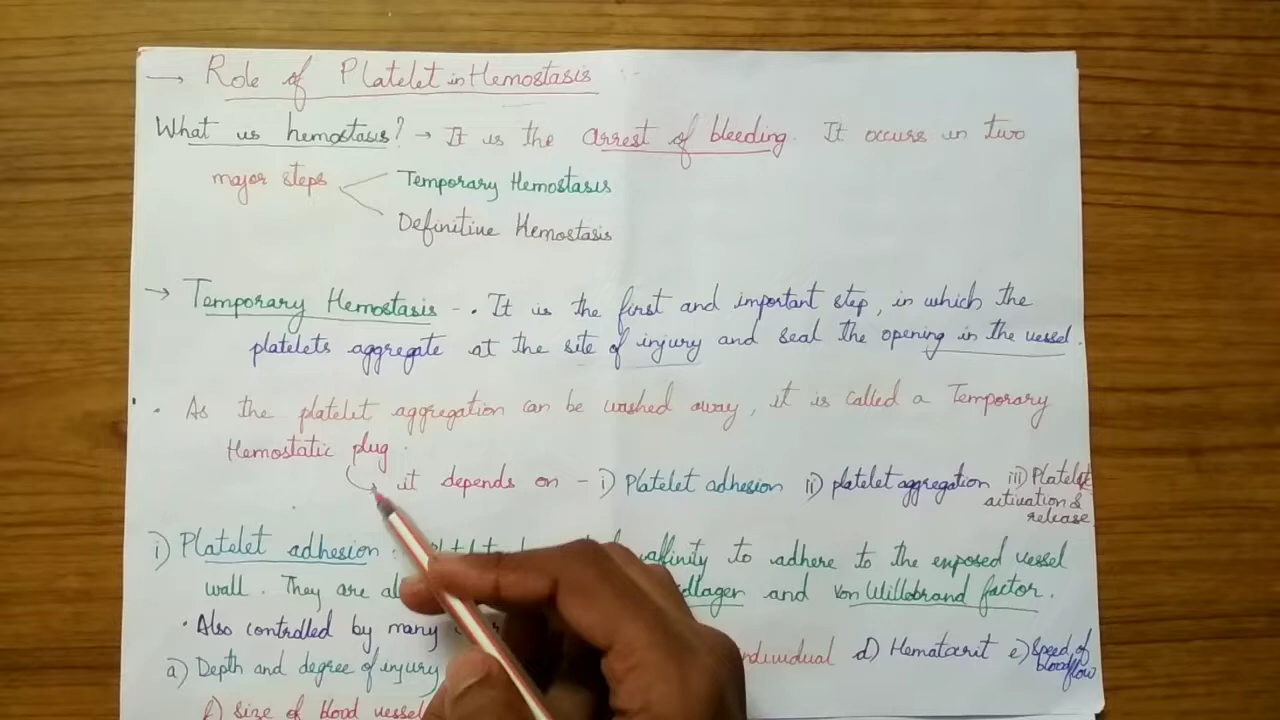 → Role of Platelet in Hemostasis :-
What is hemostasis? → It is the arrest of bleeding. It occurs in two
major steps
Temporary Hemostasis
Definitive Hemostasis
→ Temporary Hemostasis - . It is the first and important step, in which the
platelets aggregate at the site of injury and seal the opening in the vessel.
. As the platelet aggregation can be washed away, it is called a Temporary
Hemostatic plug.
it depends on - i) Platelet adhesion ii) platelet aggregation iii) Platelet
activation &
release
i) Platelet adhesion. affinity to adhere to the exposed vessel
wall. They are and von Willebrand factor.
. Also controlled by many
a) Depth and degree of injury individual d) Hematocrit e) Speed of
bloodflow
f) size of blood vessel